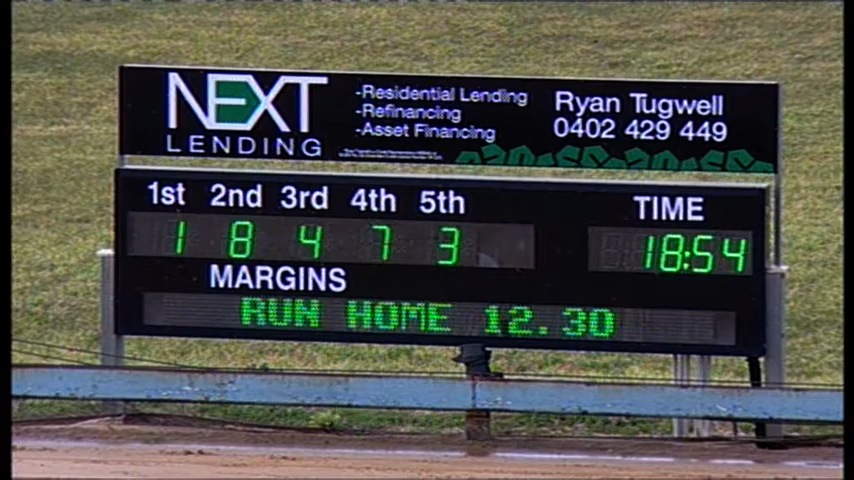 NEXT
LENDING
-Residential Lending
-Refinancing
-Asset Financing
Ryan Tugwell
0402 429 449
1st 2nd 3rd 4th 5th TIME
1 8 4 7 3 18:54
MARGINS
RUN HOME 12.30